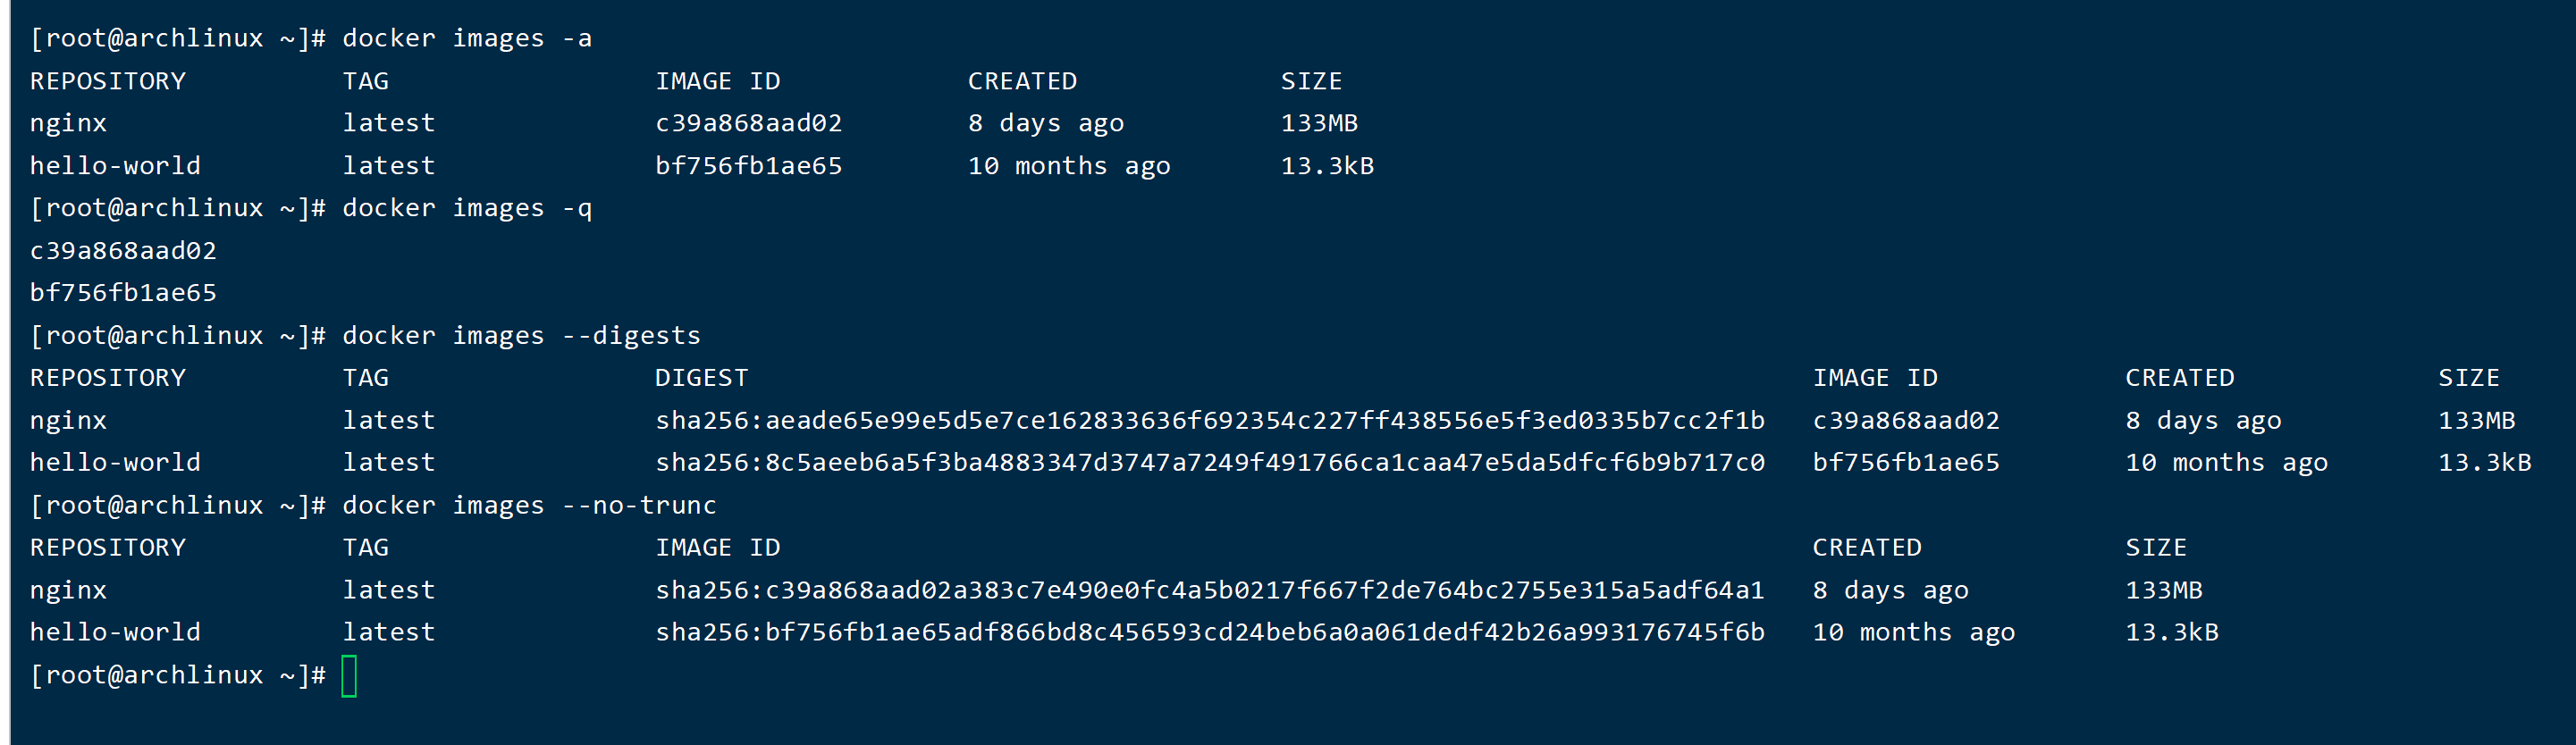 [root@archlinux ~]# docker images -a
REPOSITORY          TAG                 IMAGE ID            CREATED             SIZE
nginx               latest              c39a868aad02        8 days ago          133MB
hello-world         latest              bf756fb1ae65        10 months ago       13.3kB
[root@archlinux ~]# docker images -q
c39a868aad02
bf756fb1ae65
[root@archlinux ~]# docker images --digests
REPOSITORY          TAG                 DIGEST                                                                    IMAGE ID            CREATED             SIZE
nginx               latest              sha256:aeade65e99e5d5e7ce162833636f692354c227ff438556e5f3ed0335b7cc2f1b   c39a868aad02        8 days ago          133MB
hello-world         latest              sha256:8c5aeeb6a5f3ba4883347d3747a7249f491766ca1caa47e5da5dfcf6b9b717c0   bf756fb1ae65        10 months ago       13.3kB
[root@archlinux ~]# docker images --no-trunc
REPOSITORY          TAG                 IMAGE ID                                                                  CREATED             SIZE
nginx               latest              sha256:c39a868aad02a383c7e490e0fc4a5b0217f667f2de764bc2755e315a5adf64a1   8 days ago          133MB
hello-world         latest              sha256:bf756fb1ae65adf866bd8c456593cd24beb6a0a061dedf42b26a993176745f6b   10 months ago       13.3kB
[root@archlinux ~]#